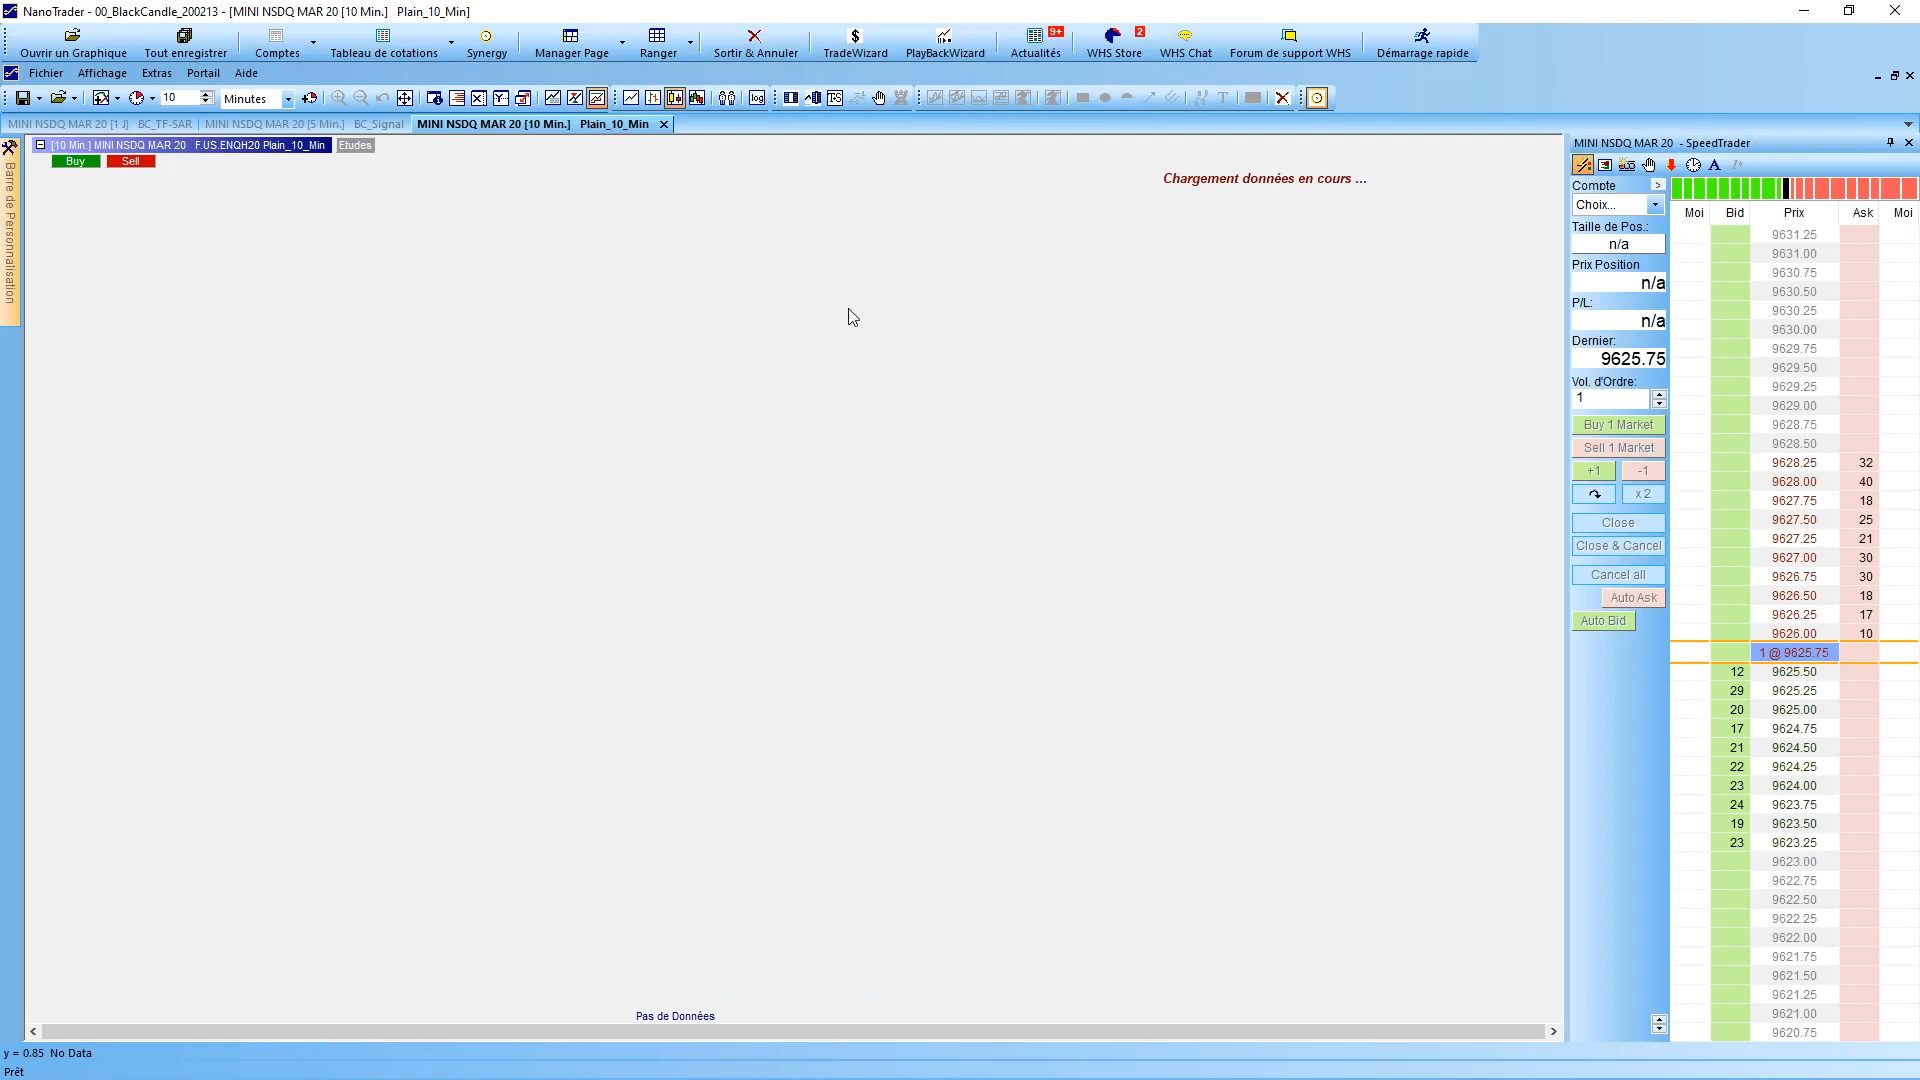 NanoTrader - 00_BlackCandle_200213 - [MINI NSDQ MAR 20 [10 Min.] Plain_10_Min]
Ouvrir un Graphique Tout enregistrer Comptes Tableau de cotations Synergy Manager Page Ranger Sortir & Annuler $ TradeWizard PlayBackWizard 9+ Actualités 2 WHS Store WHS Chat Forum de support WHS Démarrage rapide
Fichier Affichage Extras Portail Aide
10 Minutes log T
MINI NSDQ MAR 20 [1 J] BC_TF-SAR MINI NSDQ MAR 20 [5 Min.] BC_Signal MINI NSDQ MAR 20 [10 Min.] Plain_10_Min
Barre de Personnalisation
[10 Min.] MINI NSDQ MAR 20 F.US.ENQH20 Plain_10_Min Etudes
Buy Sell
Chargement données en cours ...
Pas de Données
MINI NSDQ MAR 20 - SpeedTrader
Compte >
Choix...
Taille de Pos.:
n/a
Prix Position
n/a
P/L:
n/a
Dernier:
9625.75
Vol. d'Ordre:
1
Buy 1 Market
Sell 1 Market
+1 -1
x 2
Close
Close & Cancel
Cancel all
Auto Ask
Auto Bid
Moi Bid Prix Ask Moi
9631.25
9631.00
9630.75
9630.50
9630.25
9630.00
9629.75
9629.50
9629.25
9629.00
9628.75
9628.50
9628.25 32
9628.00 40
9627.75 18
9627.50 25
9627.25 21
9627.00 30
9626.75 30
9626.50 18
9626.25 17
9626.00 10
1 @ 9625.75
12 9625.50
29 9625.25
20 9625.00
17 9624.75
21 9624.50
22 9624.25
23 9624.00
24 9623.75
19 9623.50
23 9623.25
9623.00
9622.75
9622.50
9622.25
9622.00
9621.75
9621.50
9621.25
9621.00
9620.75
y = 0.85 No Data
Prêt